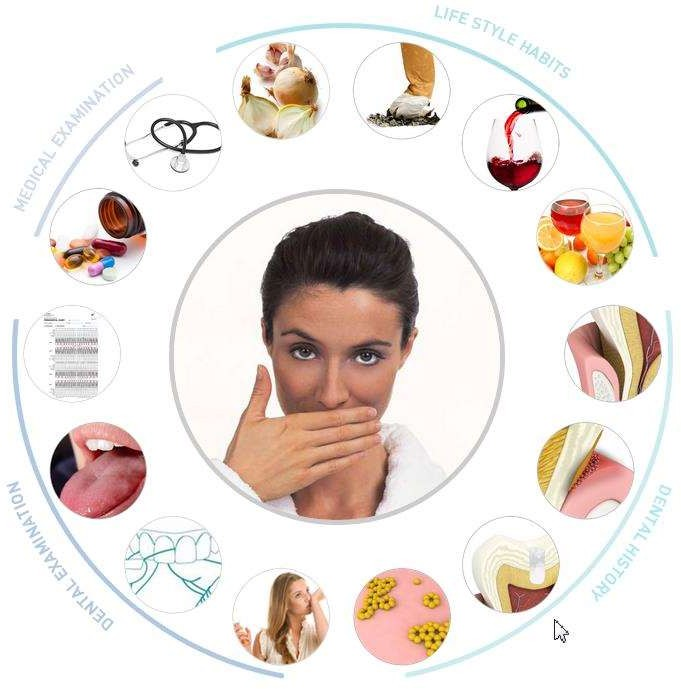 LIFE STYLE HABITS
MEDICAL EXAMINATION
DENTAL HISTORY
DENTAL EXAMINATION